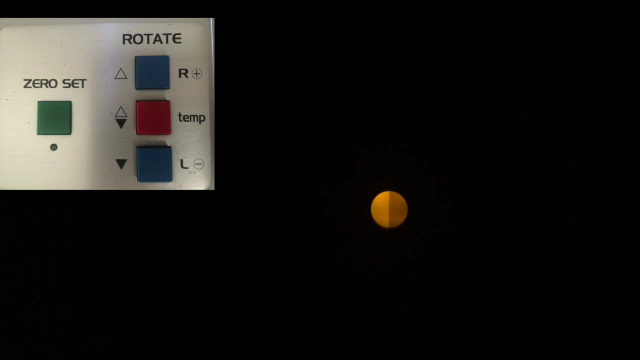 ROTATE
R +
ZERO SET
temp
L −